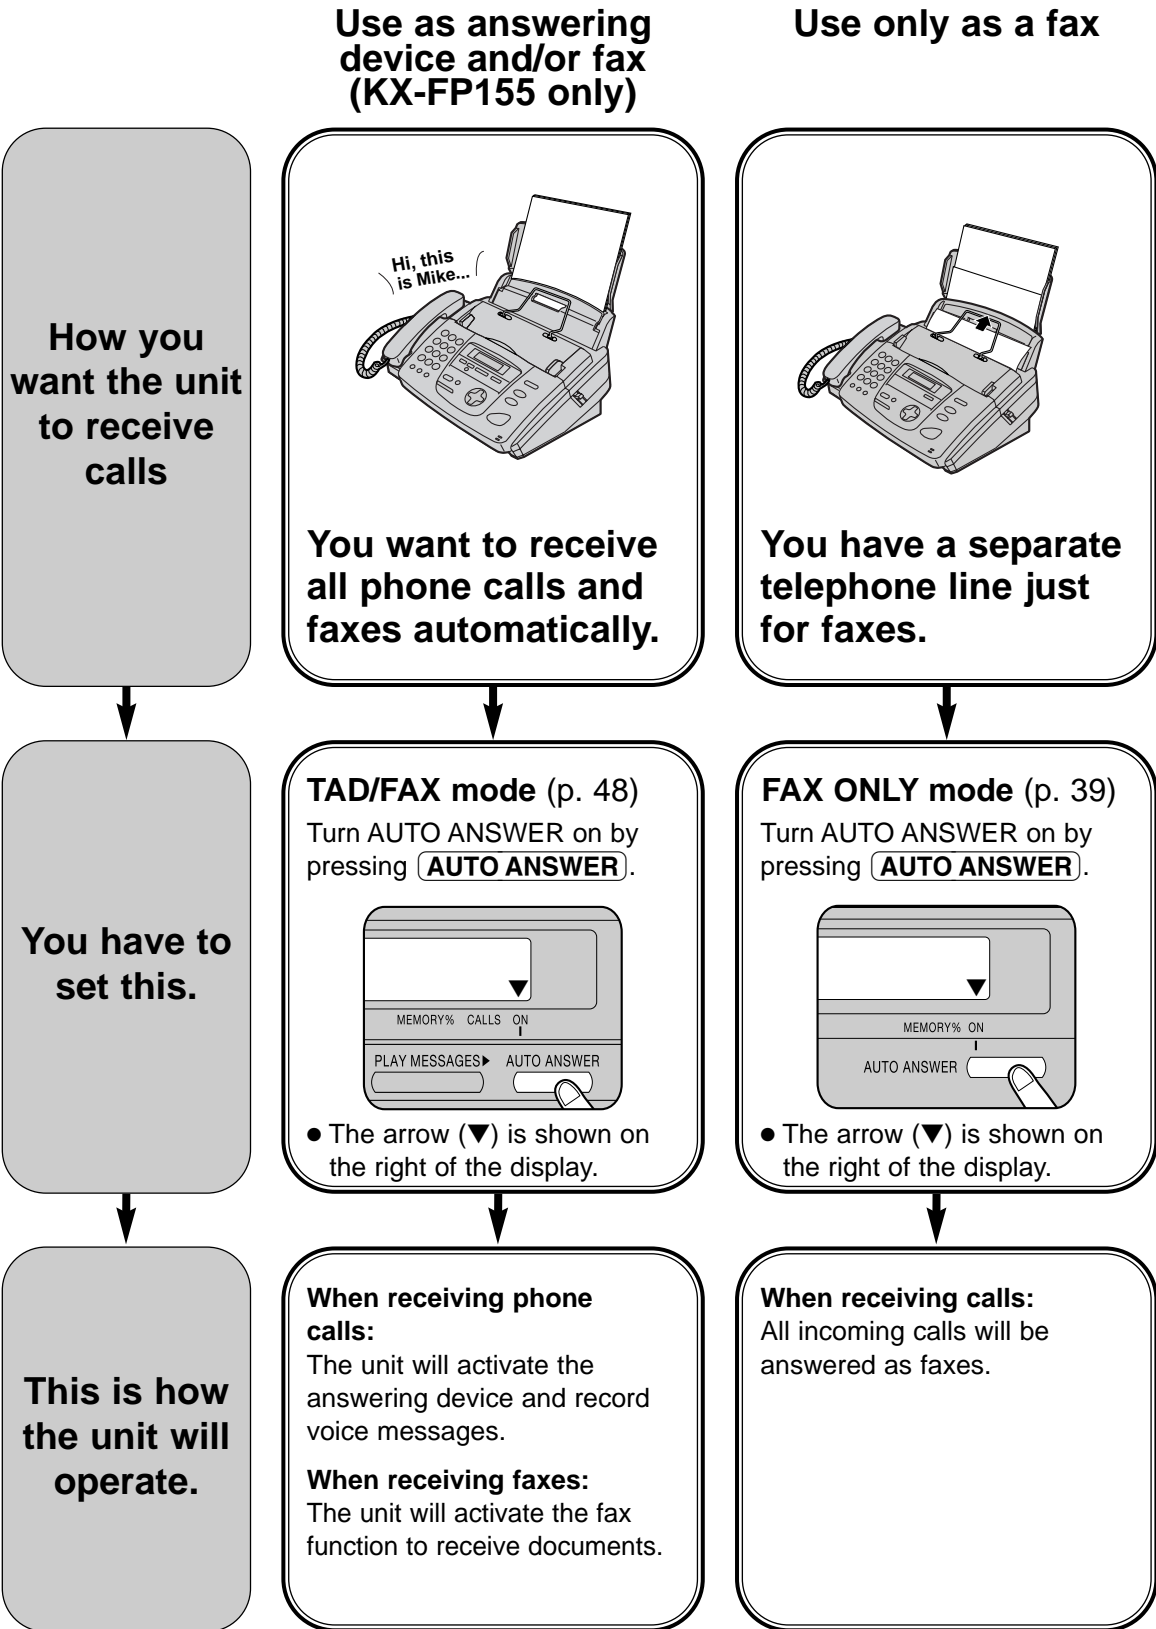 Use as answering
device and/or fax
(KX-FP155 only)
Use only as a fax
How you
want the unit
to receive
calls
Hi, this
is Mike...
You want to receive
all phone calls and
faxes automatically.
You have a separate
telephone line just
for faxes.
You have to
set this.
TAD/FAX mode (p. 48)
Turn AUTO ANSWER on by
pressing AUTO ANSWER.
▼
MEMORY% CALLS ON
PLAY MESSAGES▶ AUTO ANSWER
● The arrow (▼) is shown on
the right of the display.
FAX ONLY mode (p. 39)
Turn AUTO ANSWER on by
pressing AUTO ANSWER.
▼
MEMORY% ON
AUTO ANSWER
● The arrow (▼) is shown on
the right of the display.
This is how
the unit will
operate.
When receiving phone
calls:
The unit will activate the
answering device and record
voice messages.
When receiving faxes:
The unit will activate the fax
function to receive documents.
When receiving calls:
All incoming calls will be
answered as faxes.